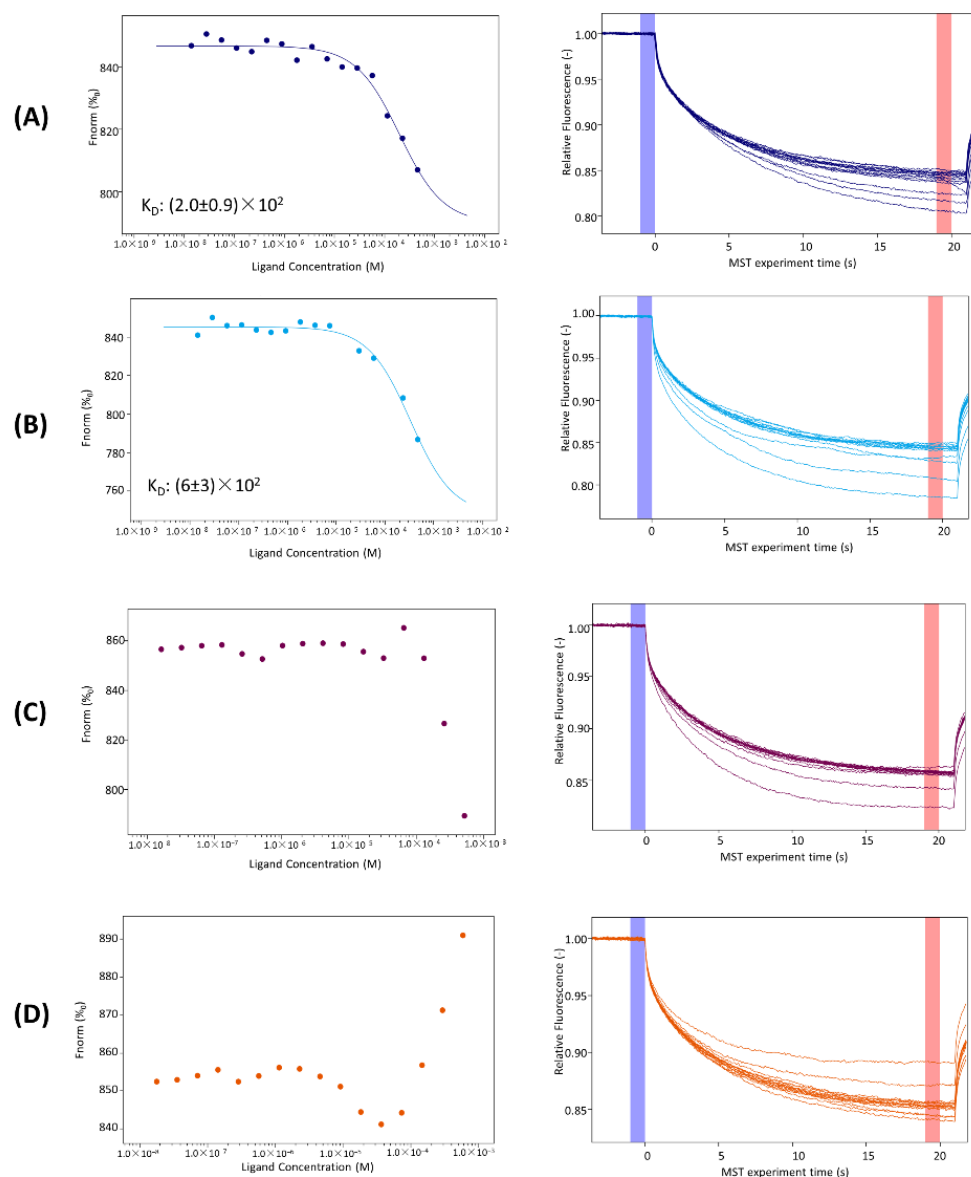 (A)
Fnorm (%₀)
840
820
800
K_D: (2.0±0.9)×10²
1.0×10 ⁹ 1.0×10 ⁸ 1.0×10 ⁷ 1.0×10 ⁶ 1.0×10 ⁵ 1.0×10 ⁴ 1.0×10 ³ 1.0×10 ²
Ligand Concentration (M)
Relative Fluorescence (-)
1.00
0.95
0.90
0.85
0.80
0 5 10 15 20
MST experiment time (s)
(B)
Fnorm (%₀)
840
820
800
780
760
K_D: (6±3)×10²
1.0×10 ⁹ 1.0×10 ⁸ 1.0×10 ⁷ 1.0×10 ⁶ 1.0×10 ⁵ 1.0×10 ⁴ 1.0×10 ³ 1.0×10 ²
Ligand Concentration (M)
Relative Fluorescence (-)
1.00
0.95
0.90
0.85
0.80
0 5 10 15 20
MST experiment time (s)
(C)
Fnorm (%₀)
860
840
820
800
1.0×10 ⁸ 1.0×10⁻⁷ 1.0×10 ⁶ 1.0×10 ⁵ 1.0×10 ⁴ 1.0×10 ³
Ligand Concentration (M)
Relative Fluorescence (-)
1.00
0.95
0.90
0.85
0 5 10 15 20
MST experiment time (s)
(D)
Fnorm (%₀)
890
880
870
860
850
840
1.0×10⁻⁸ 1.0×10⁻⁷ 1.0×10⁻⁶ 1.0×10⁻⁵ 1.0×10⁻⁴ 1.0×10⁻³
Ligand Concentration (M)
Relative Fluorescence (-)
1.00
0.95
0.90
0.85
0 5 10 15 20
MST experiment time (s)